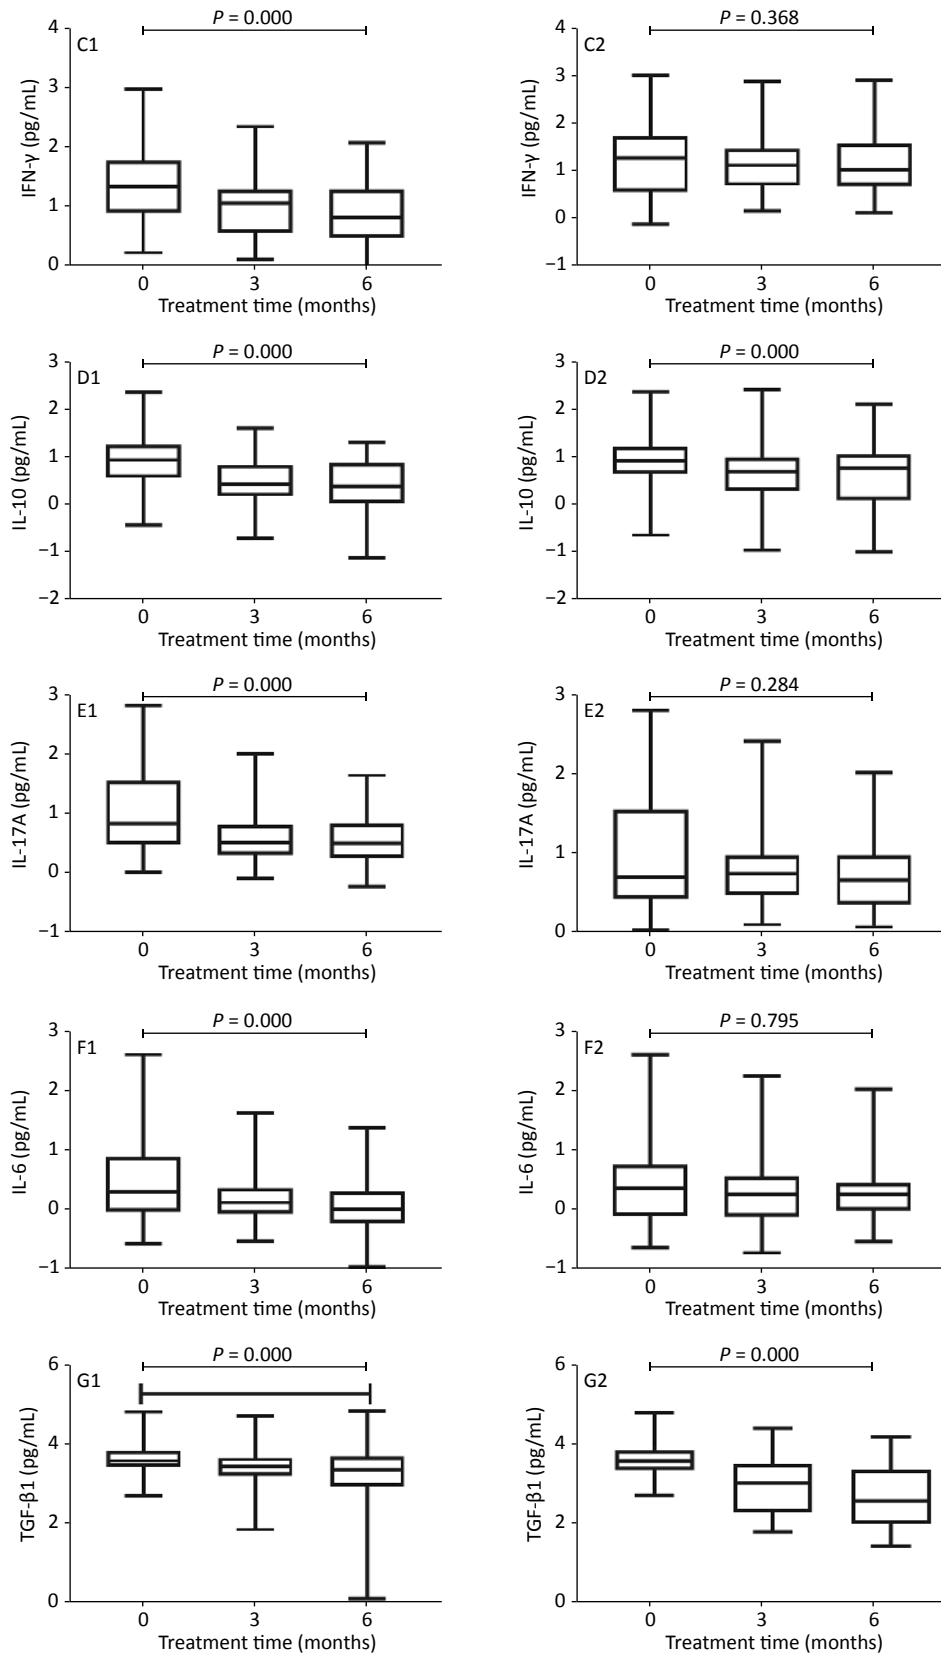 P = 0.000
C1
IFN-γ (pg/mL)
4
3
2
1
0
0 3 6
Treatment time (months)
P = 0.368
C2
IFN-γ (pg/mL)
4
3
2
1
0
−1
0 3 6
Treatment time (months)
P = 0.000
D1
IL-10 (pg/mL)
3
2
1
0
−1
−2
0 3 6
Treatment time (months)
P = 0.000
D2
IL-10 (pg/mL)
3
2
1
0
−1
−2
0 3 6
Treatment time (months)
P = 0.000
E1
IL-17A (pg/mL)
3
2
1
0
−1
0 3 6
Treatment time (months)
P = 0.284
E2
IL-17A (pg/mL)
3
2
1
0
0 3 6
Treatment time (months)
P = 0.000
F1
IL-6 (pg/mL)
3
2
1
0
−1
0 3 6
Treatment time (months)
P = 0.795
F2
IL-6 (pg/mL)
3
2
1
0
−1
0 3 6
Treatment time (months)
P = 0.000
G1
TGF-β1 (pg/mL)
6
4
2
0
0 3 6
Treatment time (months)
P = 0.000
G2
TGF-β1 (pg/mL)
6
4
2
0
0 3 6
Treatment time (months)